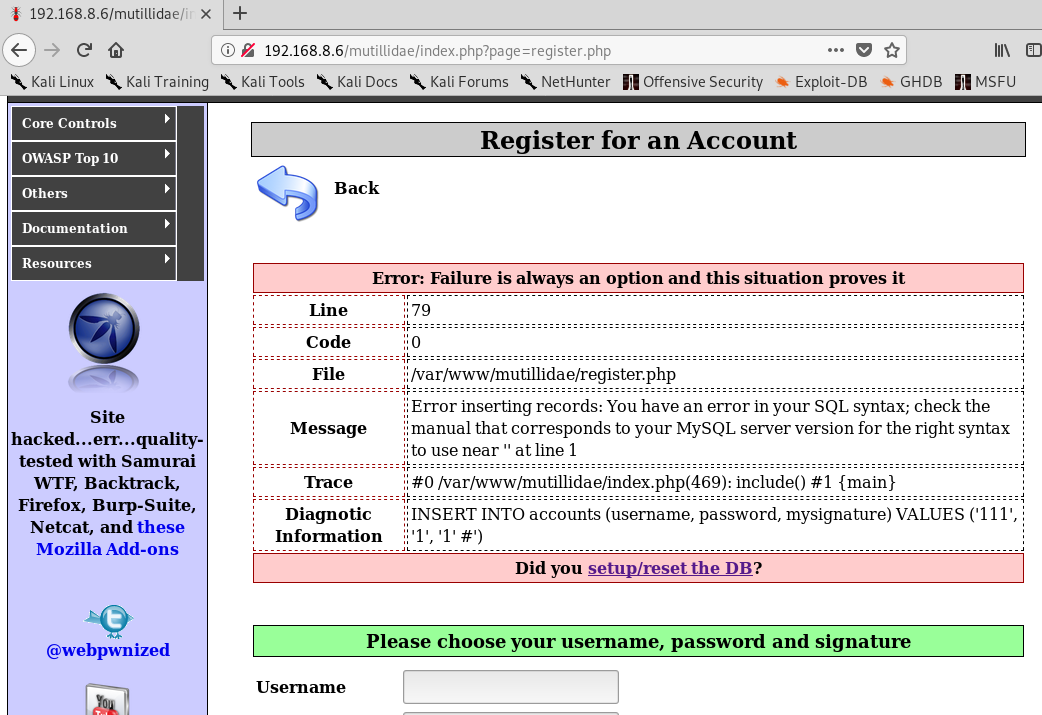 192.168.8.6/mutillidae/in
192.168.8.6/mutillidae/index.php?page=register.php
Kali Linux Kali Training Kali Tools Kali Docs Kali Forums NetHunter Offensive Security Exploit-DB GHDB MSFU
Core Controls
OWASP Top 10
Others
Documentation
Resources
Site
hacked...err...quality-
tested with Samurai
WTF, Backtrack,
Firefox, Burp-Suite,
Netcat, and these
Mozilla Add-ons
@webpwnized
You
Register for an Account
Back
Error: Failure is always an option and this situation proves it
Line 79
Code 0
File /var/www/mutillidae/register.php
Message Error inserting records: You have an error in your SQL syntax; check the
manual that corresponds to your MySQL server version for the right syntax
to use near '' at line 1
Trace #0 /var/www/mutillidae/index.php(469): include() #1 {main}
Diagnostic Information INSERT INTO accounts (username, password, mysignature) VALUES ('111',
'1', '1' #')
Did you setup/reset the DB?
Please choose your username, password and signature
Username